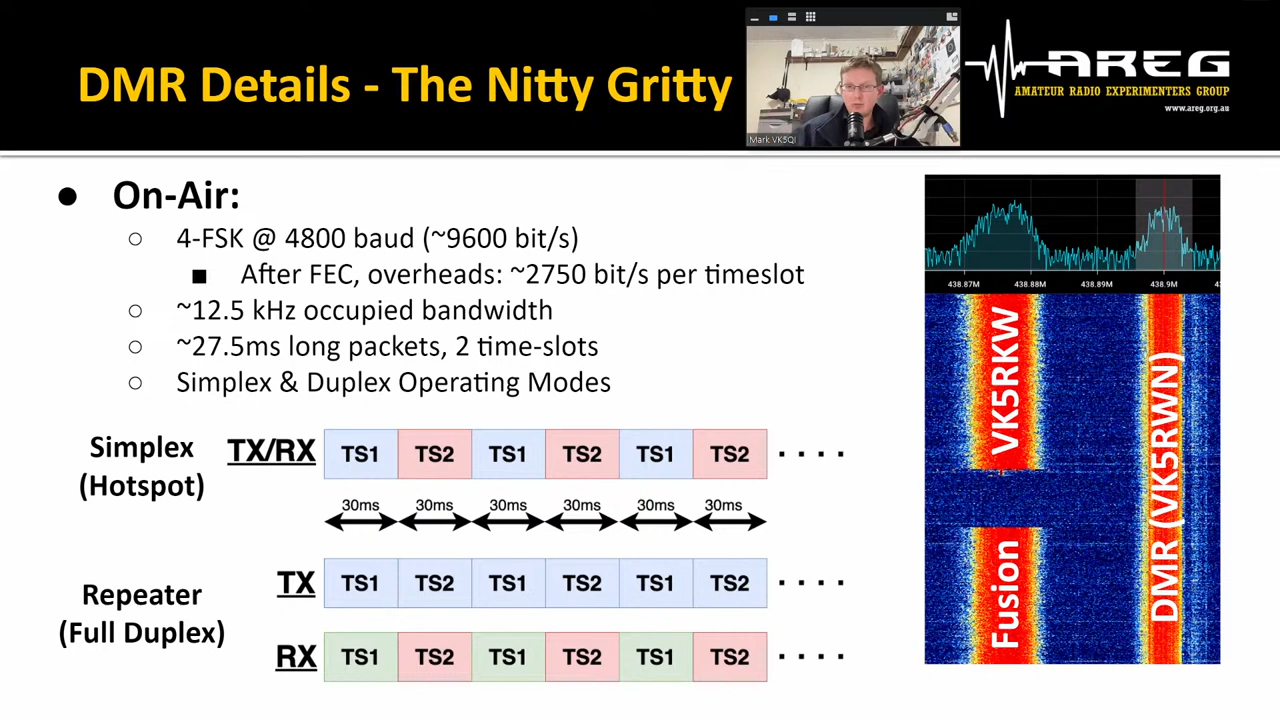 DMR Details - The Nitty Gritty
Mark VK5QI
AREG
AMATEUR RADIO EXPERIMENTERS GROUP
www.areg.org.au
● On-Air:
○ 4-FSK @ 4800 baud (~9600 bit/s)
■ After FEC, overheads: ~2750 bit/s per timeslot
○ ~12.5 kHz occupied bandwidth
○ ~27.5ms long packets, 2 time-slots
○ Simplex & Duplex Operating Modes
438.87M 438.88M 438.89M 438.9M
VK5RKW
Fusion
DMR (VK5RWN)
Simplex
(Hotspot)
TX/RX TS1 TS2 TS1 TS2 TS1 TS2 . . . .
30ms 30ms 30ms 30ms 30ms 30ms
Repeater
(Full Duplex)
TX TS1 TS2 TS1 TS2 TS1 TS2 . . . .
RX TS1 TS2 TS1 TS2 TS1 TS2 . . . .